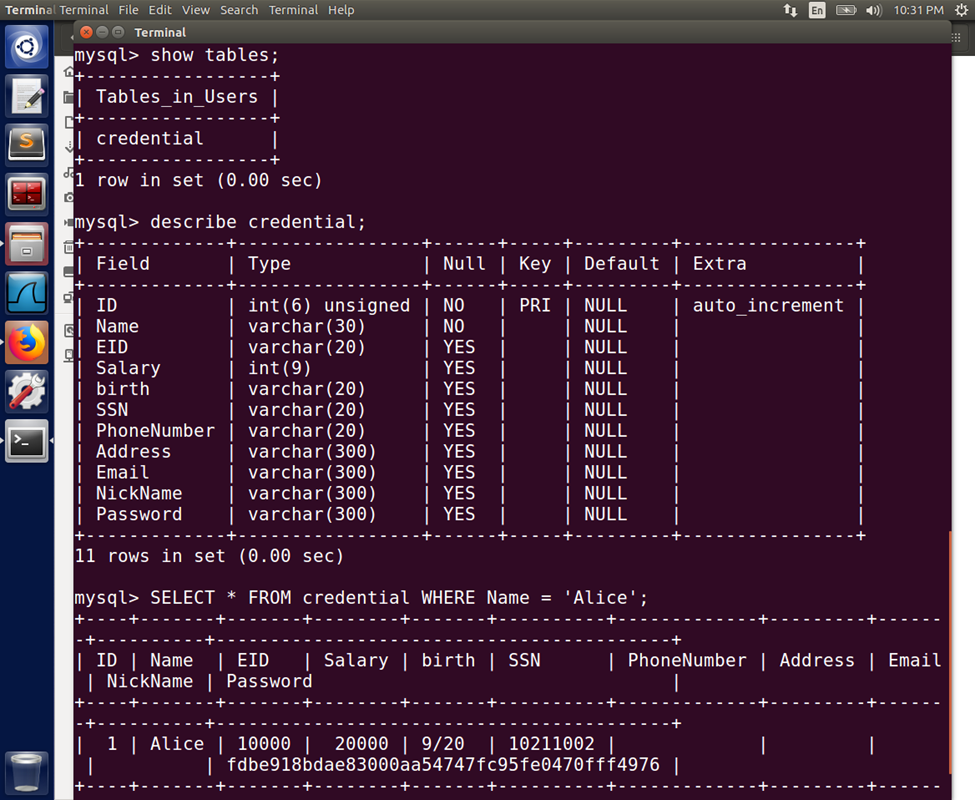 Terminal Terminal File Edit View Search Terminal Help En 10:31 PM
Terminal
mysql> show tables;
+-----------------+
| Tables_in_Users |
+-----------------+
| credential      |
+-----------------+
1 row in set (0.00 sec)
mysql> describe credential;
+-------------+-----------------+------+-----+---------+----------------+
| Field       | Type            | Null | Key | Default | Extra          |
+-------------+-----------------+------+-----+---------+----------------+
| ID          | int(6) unsigned | NO   | PRI | NULL    | auto_increment |
| Name        | varchar(30)     | NO   |     | NULL    |                |
| EID         | varchar(20)     | YES  |     | NULL    |                |
| Salary      | int(9)          | YES  |     | NULL    |                |
| birth       | varchar(20)     | YES  |     | NULL    |                |
| SSN         | varchar(20)     | YES  |     | NULL    |                |
| PhoneNumber | varchar(20)     | YES  |     | NULL    |                |
| Address     | varchar(300)    | YES  |     | NULL    |                |
| Email       | varchar(300)    | YES  |     | NULL    |                |
| NickName    | varchar(300)    | YES  |     | NULL    |                |
| Password    | varchar(300)    | YES  |     | NULL    |                |
+-------------+-----------------+------+-----+---------+----------------+
11 rows in set (0.00 sec)
mysql> SELECT * FROM credential WHERE Name = 'Alice';
+----+-------+-------+--------+-------+----------+-------------+---------+------
-+----------+------------------------------------------+
| ID | Name  | EID   | Salary | birth | SSN      | PhoneNumber | Address | Email
 | NickName | Password                                 |
+----+-------+-------+--------+-------+----------+-------------+---------+------
-+----------+------------------------------------------+
|  1 | Alice | 10000 |  20000 | 9/20  | 10211002 |             |         |
 |          | fdbe918bdae83000aa54747fc95fe0470fff4976 |
+----+-------+-------+--------+-------+----------+-------------+---------+------